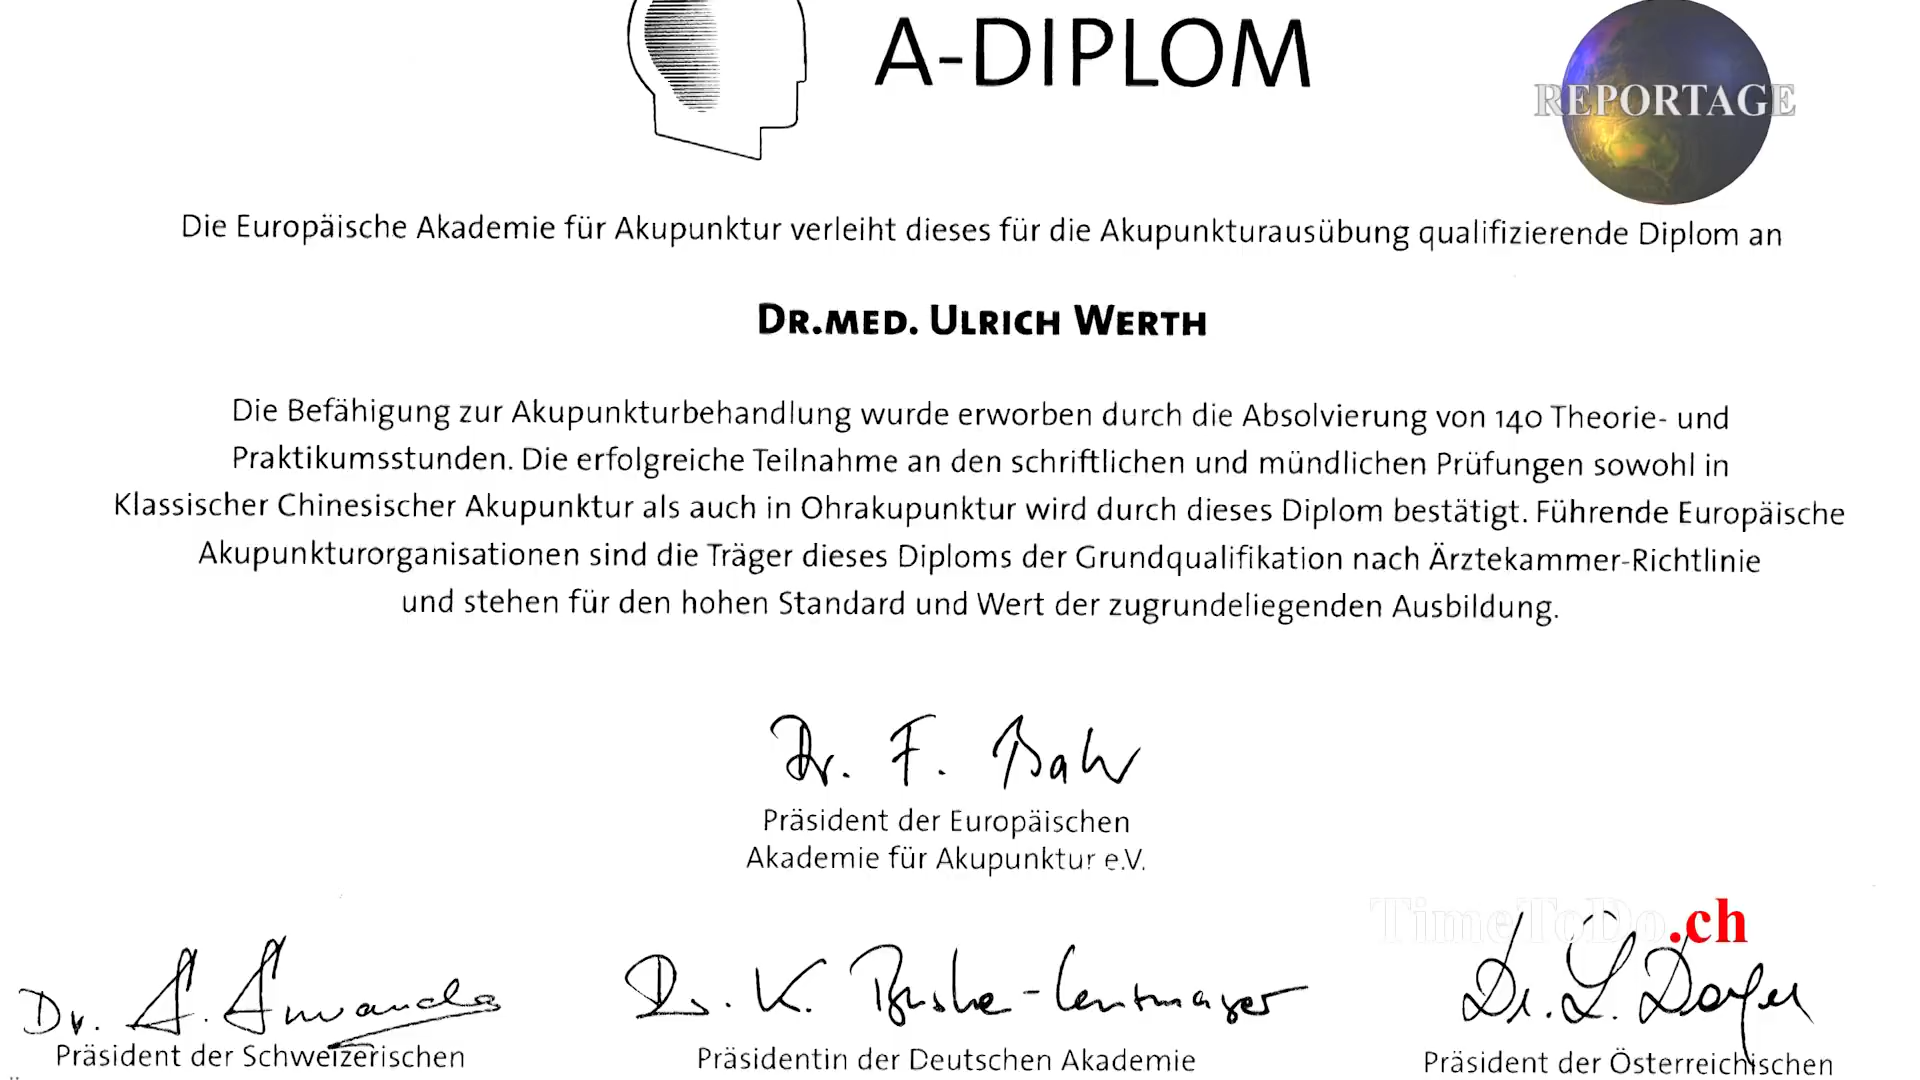 A-DIPLOM
REPORTAGE
Die Europäische Akademie für Akupunktur verleiht dieses für die Akupunkturausübung qualifizierende Diplom an
DR.MED. ULRICH WERTH
Die Befähigung zur Akupunkturbehandlung wurde erworben durch die Absolvierung von 140 Theorie- und
Praktikumsstunden. Die erfolgreiche Teilnahme an den schriftlichen und mündlichen Prüfungen sowohl in
Klassischer Chinesischer Akupunktur als auch in Ohrakupunktur wird durch dieses Diplom bestätigt. Führende Europäische
Akupunkturorganisationen sind die Träger dieses Diploms der Grundqualifikation nach Ärztekammer-Richtlinie
und stehen für den hohen Standard und Wert der zugrundeliegenden Ausbildung.
Dr. F. Bahr
Präsident der Europäischen
Akademie für Akupunktur e.V.
TimeToDo.ch
Dr. K.
Dr.
Dr.
Präsident der Schweizerischen
Präsidentin der Deutschen Akademie
Präsident der Österreichischen